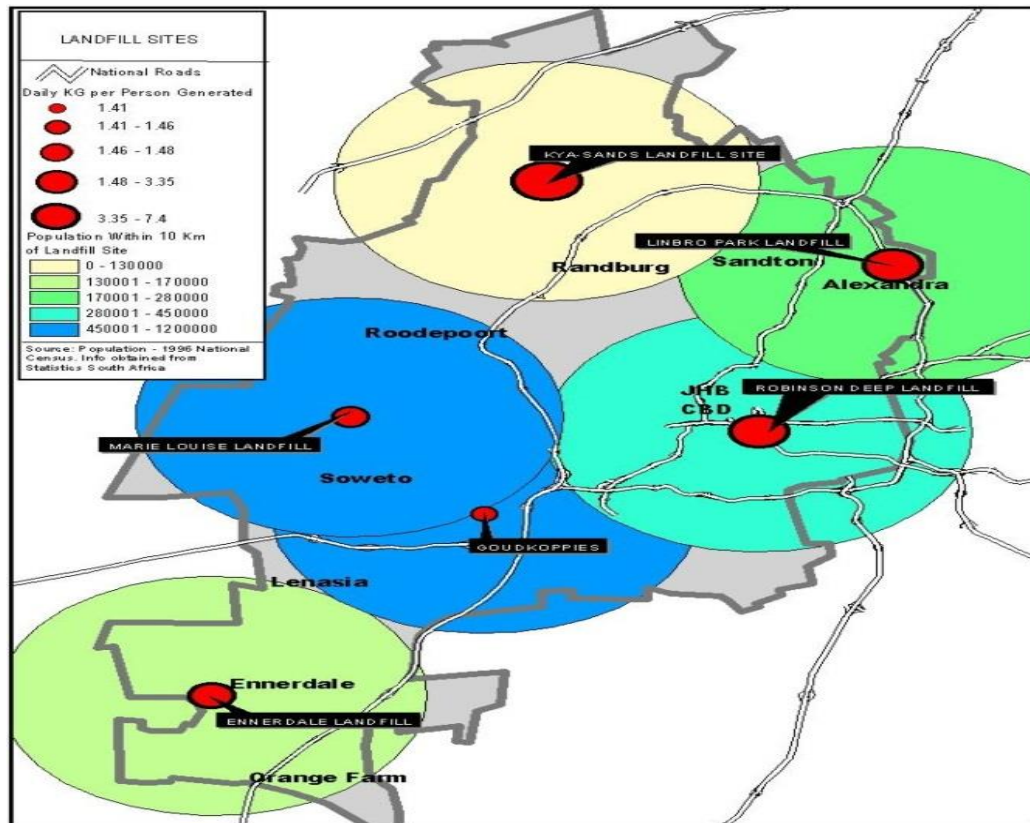 LANDFILL SITES
National Roads
Daily KG per Person Generated
1.41
1.41 - 1.46
1.46 - 1.48
1.48 - 3.35
3.35 - 7.4
Population Within 10 Km
of Landfill Site
0 - 130000
130001 - 170000
170001 - 280000
280001 - 450000
450001 - 1200000
Source: Population - 1996 National
Census. Info obtained from
Statistics South Africa
KYA-SANDS LANDFILL SITE
LINBRO PARK LANDFILL
Sandton
Randburg
Alexandra
Roodepoort
JHB
CBD
ROBINSON DEEP LANDFILL
MARIE LOUISE LANDFILL
Soweto
GOUDKOPPIES
Lenasia
Ennerdale
ENNERDALE LANDFILL
Orange Farm